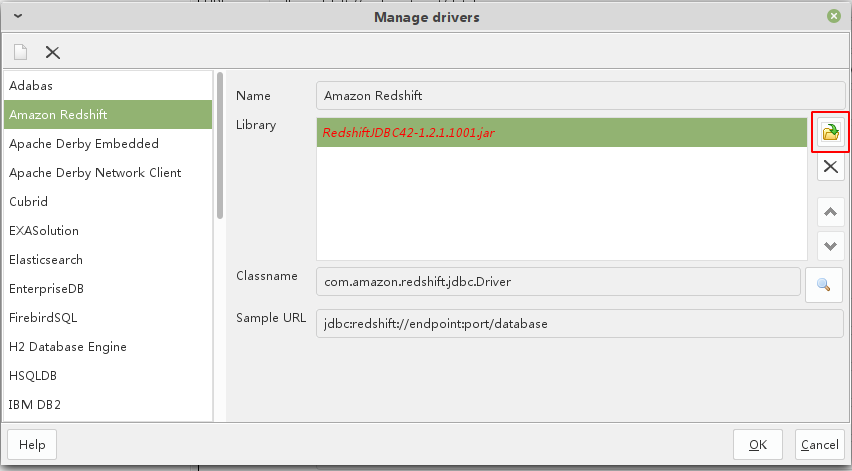 Manage drivers
Adabas
Amazon Redshift
Apache Derby Embedded
Apache Derby Network Client
Cubrid
EXASolution
Elasticsearch
EnterpriseDB
FirebirdSQL
H2 Database Engine
HSQLDB
IBM DB2
Name
Amazon Redshift
Library
RedshiftJDBC42-1.2.1.1001.jar
Classname
com.amazon.redshift.jdbc.Driver
Sample URL
jdbc:redshift://endpoint:port/database
Help
OK
Cancel